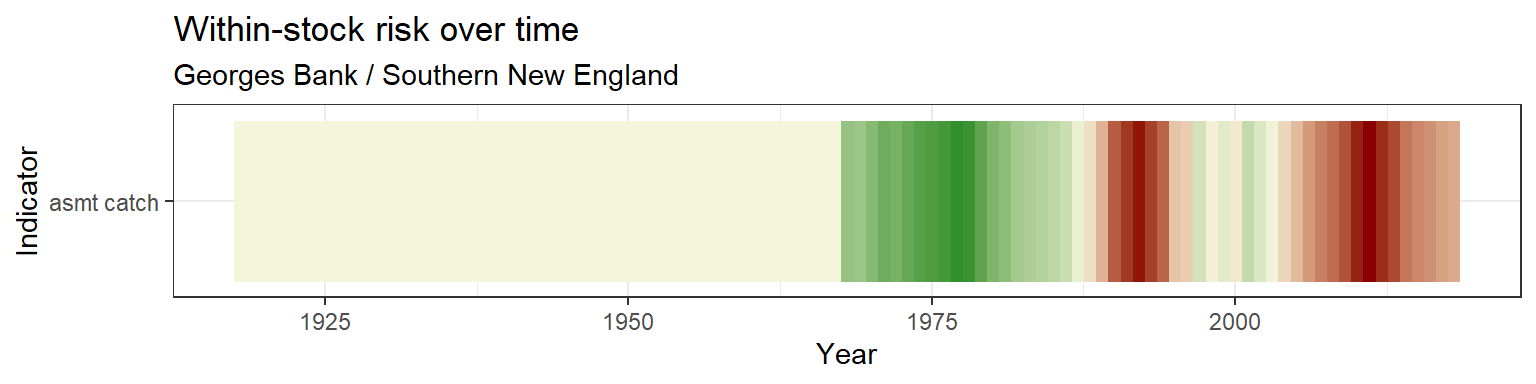 Within-stock risk over time
Georges Bank / Southern New England
Indicator
asmt catch
1925 1950 1975 2000
Year